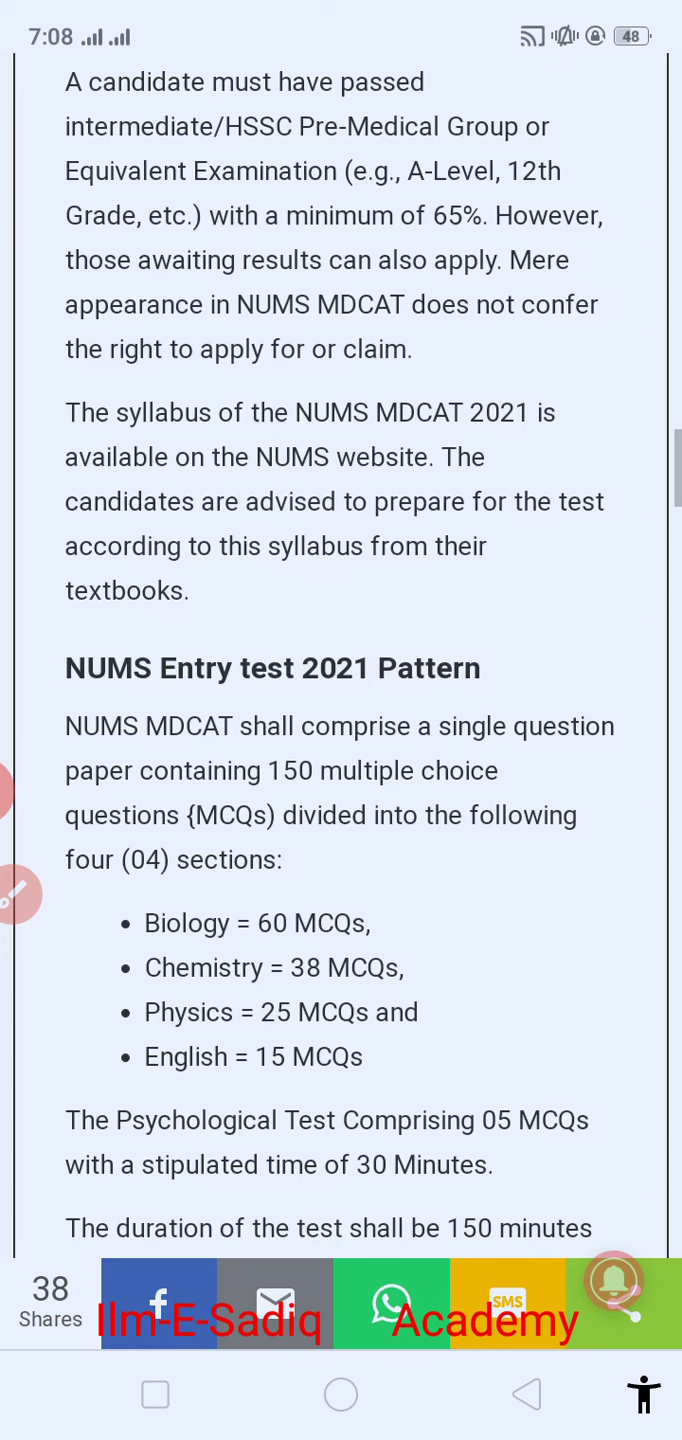 7:08
48
A candidate must have passed
intermediate/HSSC Pre-Medical Group or
Equivalent Examination (e.g., A-Level, 12th
Grade, etc.) with a minimum of 65%. However,
those awaiting results can also apply. Mere
appearance in NUMS MDCAT does not confer
the right to apply for or claim.
The syllabus of the NUMS MDCAT 2021 is
available on the NUMS website. The
candidates are advised to prepare for the test
according to this syllabus from their
textbooks.
NUMS Entry test 2021 Pattern
NUMS MDCAT shall comprise a single question
paper containing 150 multiple choice
questions {MCQs) divided into the following
four (04) sections:
• Biology = 60 MCQs,
• Chemistry = 38 MCQs,
• Physics = 25 MCQs and
• English = 15 MCQs
The Psychological Test Comprising 05 MCQs
with a stipulated time of 30 Minutes.
The duration of the test shall be 150 minutes
38
Shares
SMS
Ilm-E-Sadiq Academy